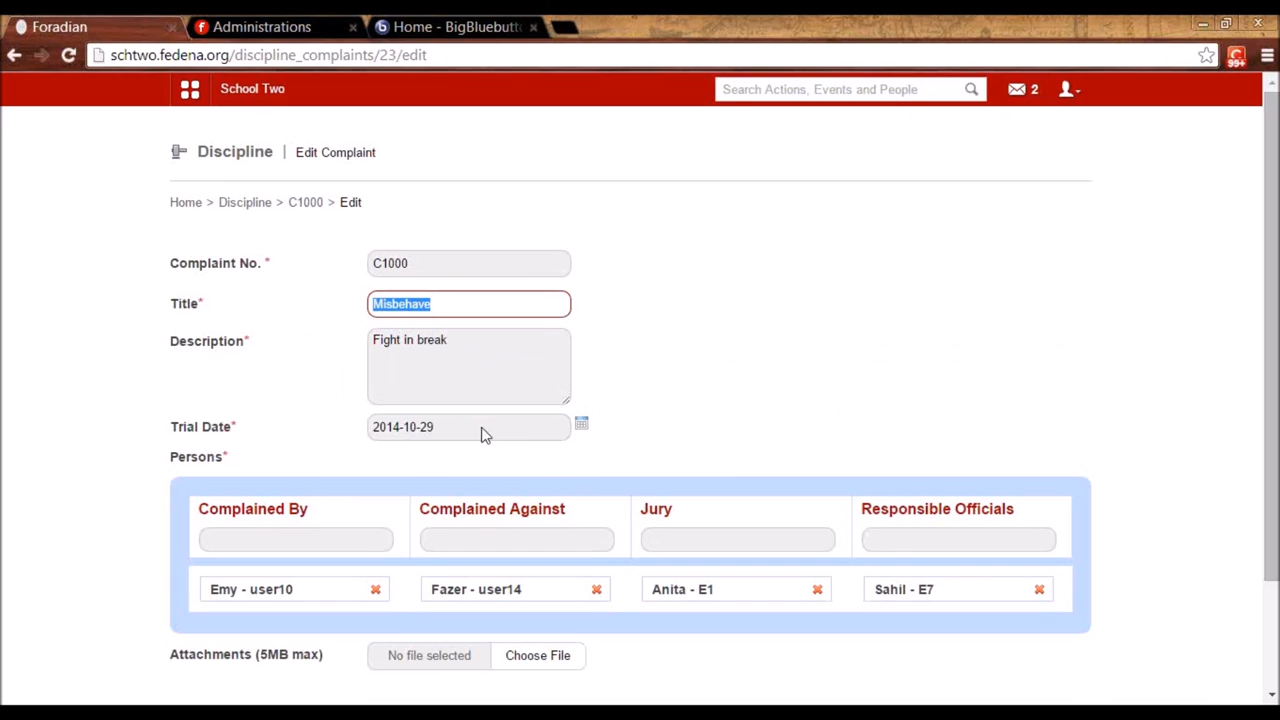 Foradian
Administrations
Home - BigBluebutt
schtwo.fedena.org/discipline_complaints/23/edit
99+
School Two
Search Actions, Events and People
2
Discipline | Edit Complaint
Home > Discipline > C1000 > Edit
Complaint No. *
C1000
Title*
Misbehave
Description*
Fight in break
Trial Date*
2014-10-29
Persons*
Complained By
Complained Against
Jury
Responsible Officials
Emy - user10
Fazer - user14
Anita - E1
Sahil - E7
Attachments (5MB max)
No file selected
Choose File